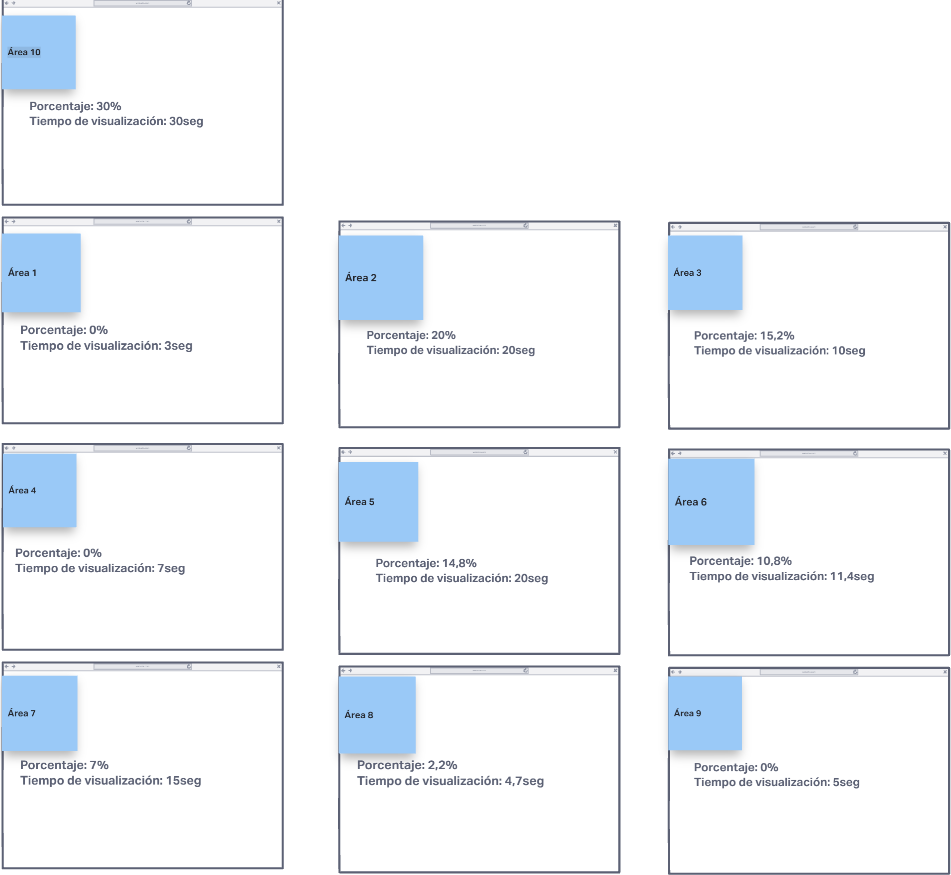 Área 10
Porcentaje: 30%
Tiempo de visualización: 30seg
Área 1
Porcentaje: 0%
Tiempo de visualización: 3seg
Área 2
Porcentaje: 20%
Tiempo de visualización: 20seg
Área 3
Porcentaje: 15,2%
Tiempo de visualización: 10seg
Área 4
Porcentaje: 0%
Tiempo de visualización: 7seg
Área 5
Porcentaje: 14,8%
Tiempo de visualización: 20seg
Área 6
Porcentaje: 10,8%
Tiempo de visualización: 11,4seg
Área 7
Porcentaje: 7%
Tiempo de visualización: 15seg
Área 8
Porcentaje: 2,2%
Tiempo de visualización: 4,7seg
Área 9
Porcentaje: 0%
Tiempo de visualización: 5seg